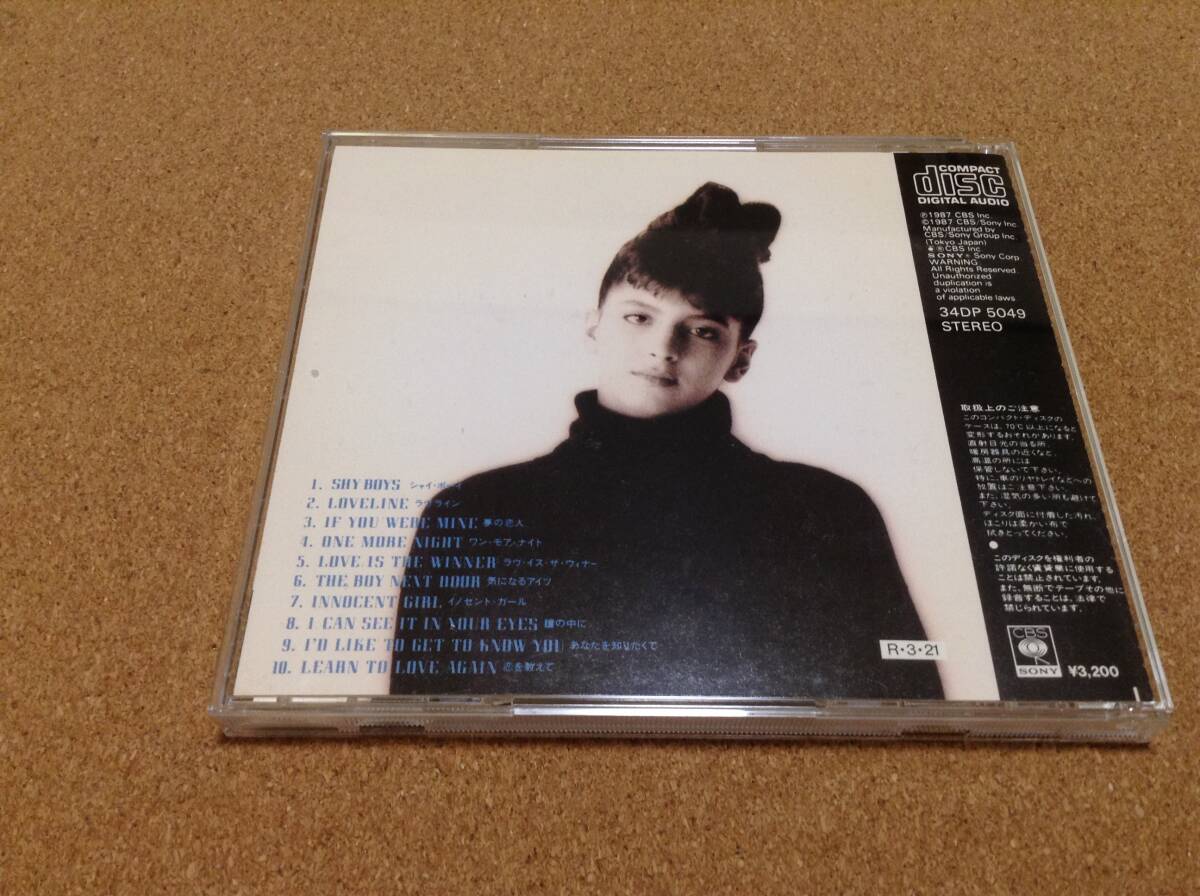 1. SHY BOYS シャイ・ボーイ
2. LOVELINE ラヴライン
3. IF YOU WERE MINE 夢の恋人
4. ONE MORE NIGHT ワン・モア・ナイト
5. LOVE IS THE WINNER ラヴ・イズ・ザ・ウィナー
6. THE BOY NEXT DOOR 気になるアイツ
7. INNOCENT GIRL イノセント・ガール
8. I CAN SEE IT IN YOUR EYES 瞳の中に
9. I'D LIKE TO GET TO KNOW YOU あなたを知りたくて
10. LEARN TO LOVE AGAIN 恋を教えて
R・3・21
COMPACT
disc
DIGITAL AUDIO
Ⓟ1987 CBS Inc.
©1987 CBS/Sony Inc.
Manufactured by
CBS/Sony Group Inc.
(Tokyo Japan)
® CBS Inc.
SONY® Sony Corp.
WARNING:
All Rights Reserved.
Unauthorized
duplication is
a violation
of applicable laws
34DP 5049
STEREO
取扱上のご注意
このコンパクト・ディスクの
ケースは、70℃以上になると
変形するおそれがあります。
直射日光の当る所、
暖房器具の近くなど、
高温の所には
保管しないで下さい。
特に、車のリヤトレイなどへの
放置はご注意下さい。
また、湿気の多い所も避けて
下さい。
ディスク面に付着した汚れ、
ほこりは柔かい布で
拭きとってください。
●
このディスクを権利者の
許諾なく賃貸業に使用する
ことは禁止されています。
また、無断でテープその他に
録音することは、法律で
禁じられています。
CBS
SONY
¥3,200